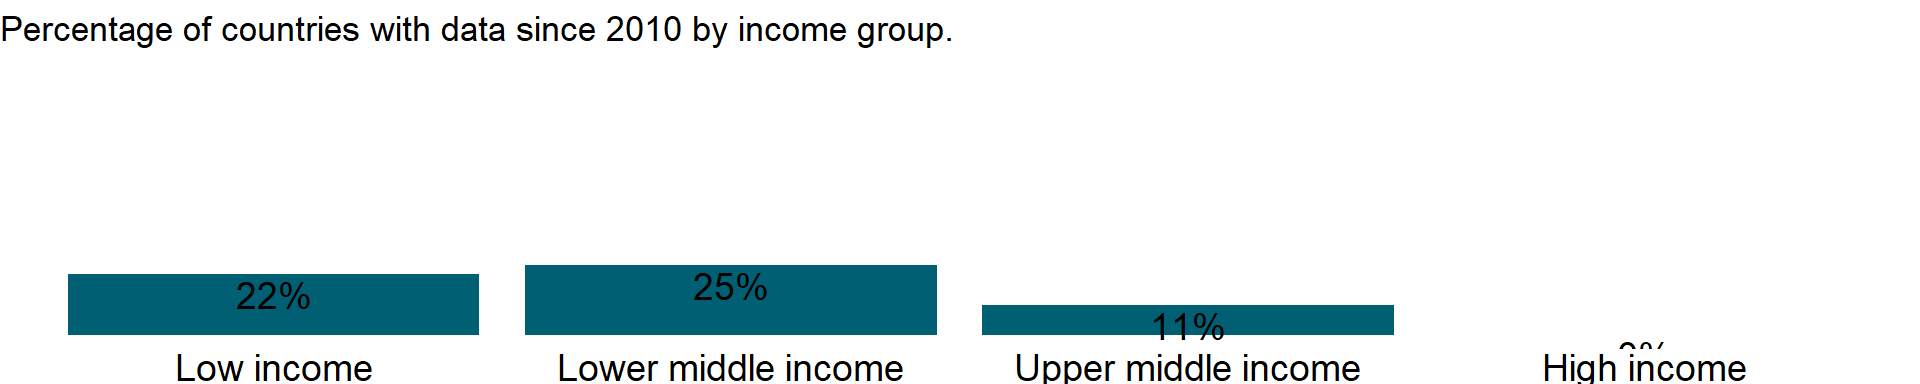 Percentage of countries with data since 2010 by income group.
22%
25%
11%
Low income
Lower middle income
Upper middle income
High income